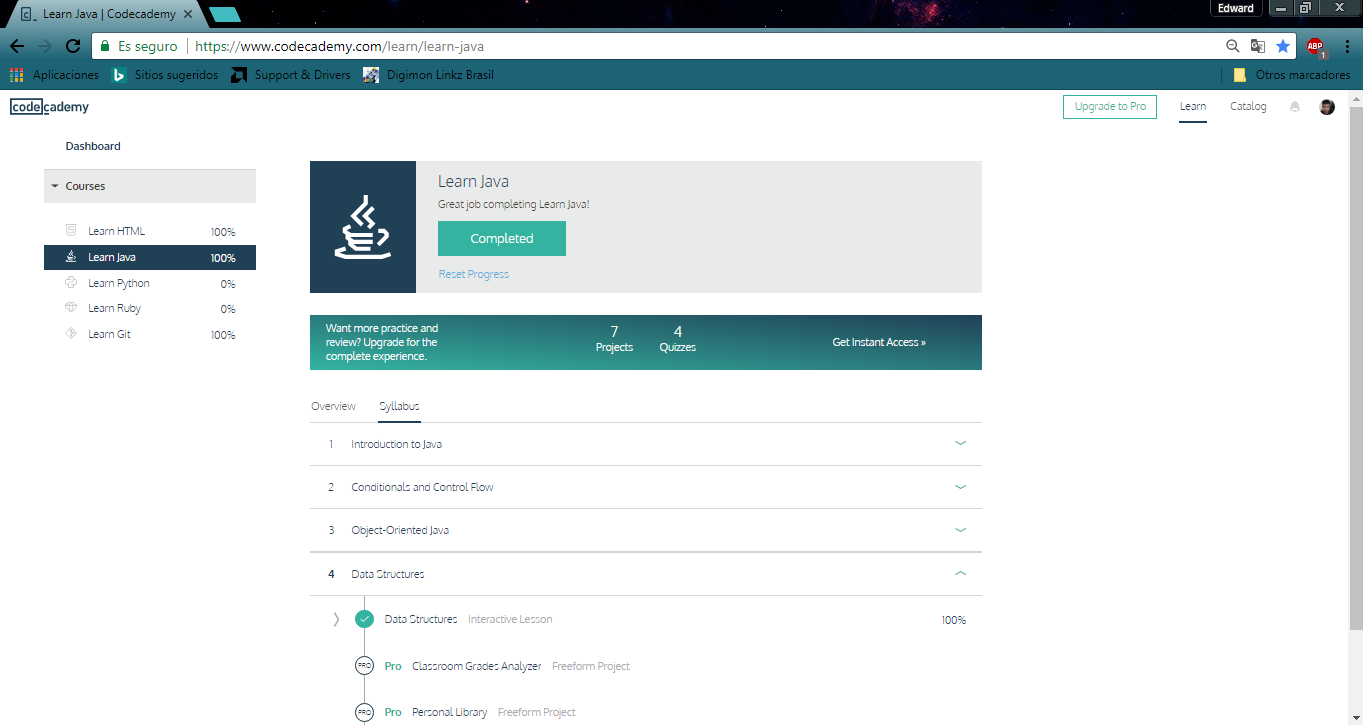 Learn Java | Codecademy
Edward
Es seguro
https://www.codecademy.com/learn/learn-java
ABP
1
Aplicaciones
Sitios sugeridos
Support & Drivers
Digimon Linkz Brasil
Otros marcadores
codecademy
Upgrade to Pro
Learn
Catalog
Dashboard
Courses
Learn HTML 100%
Learn Java 100%
Learn Python 0%
Learn Ruby 0%
Learn Git 100%
Learn Java
Great job completing Learn Java!
Completed
Reset Progress
Want more practice and
review? Upgrade for the
complete experience.
7
Projects
4
Quizzes
Get Instant Access »
Overview
Syllabus
1 Introduction to Java
2 Conditionals and Control Flow
3 Object-Oriented Java
4 Data Structures
Data Structures Interactive Lesson 100%
PRO Pro Classroom Grades Analyzer Freeform Project
PRO Pro Personal Library Freeform Project